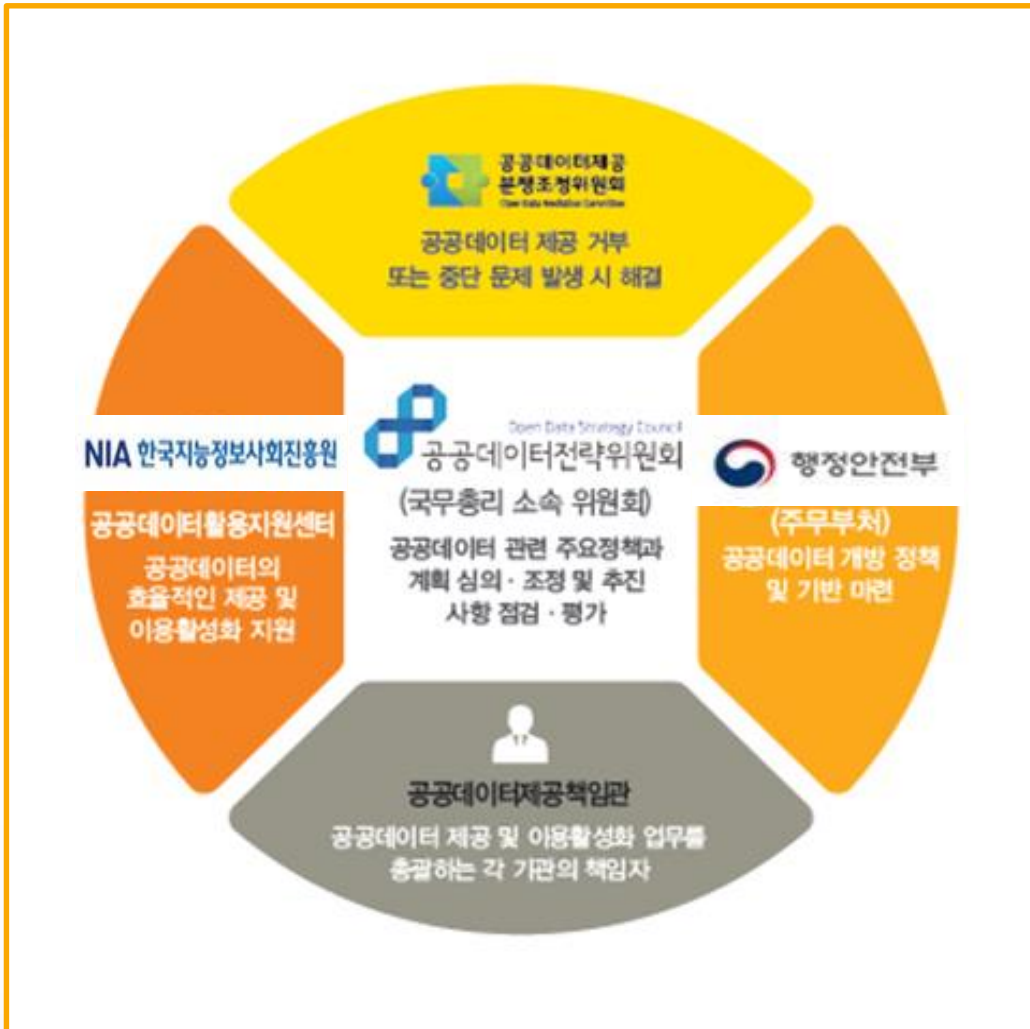 공공데이터제공
분쟁조정위원회
Open Data Mediation Committee
공공데이터 제공 거부
또는 중단 문제 발생 시 해결
NIA 한국지능정보사회진흥원
공공데이터활용지원센터
공공데이터의
효율적인 제공 및
이용활성화 지원
Open Data Strategy Council
공공데이터전략위원회
(국무총리 소속 위원회)
공공데이터 관련 주요정책과
계획 심의 · 조정 및 추진
사항 점검 · 평가
행정안전부
(주무부처)
공공데이터 개방 정책
및 기반 마련
공공데이터제공책임관
공공데이터 제공 및 이용활성화 업무를
총괄하는 각 기관의 책임자